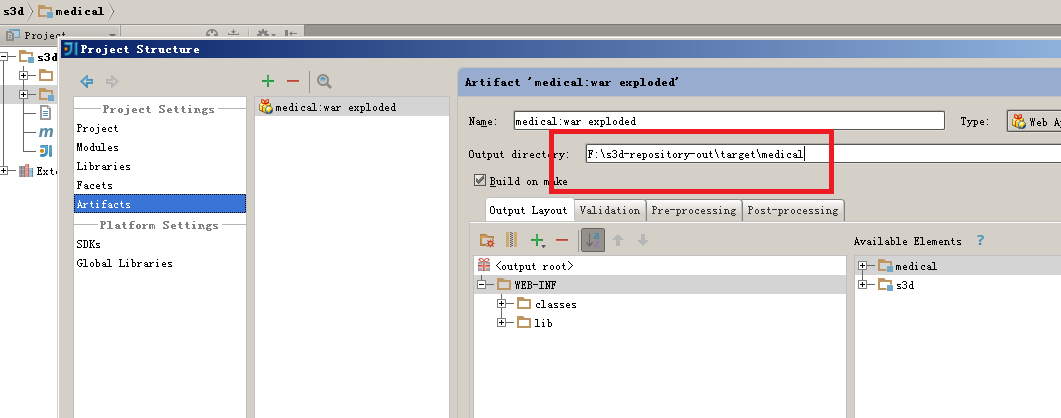 s3d medical
Project
Project Structure
s3d
Project Settings
Project
Modules
Libraries
Facets
Artifacts
Platform Settings
SDKs
Global Libraries
medical:war exploded
Artifact 'medical:war exploded'
Name: medical:war exploded Type: Web Ap
Output directory: F:\s3d-repository-out\target\medical
Build on make
Output Layout Validation Pre-processing Post-processing
<output root>
WEB-INF
classes
lib
Available Elements ?
medical
s3d
m
Exte